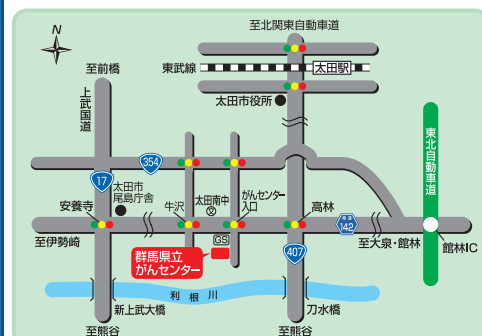 至北関東自動車道
N
東武線
太田駅
至前橋
太田市役所
上武国道
354
17
太田市
尾島庁舎
安養寺
牛沢
太田南中
文
がんセンター
入口
高林
県道
142
東北自動車道
至伊勢崎
GS
至大泉・館林
館林IC
群馬県立
がんセンター
407
利根川
新上武大橋
刀水橋
至熊谷
至熊谷